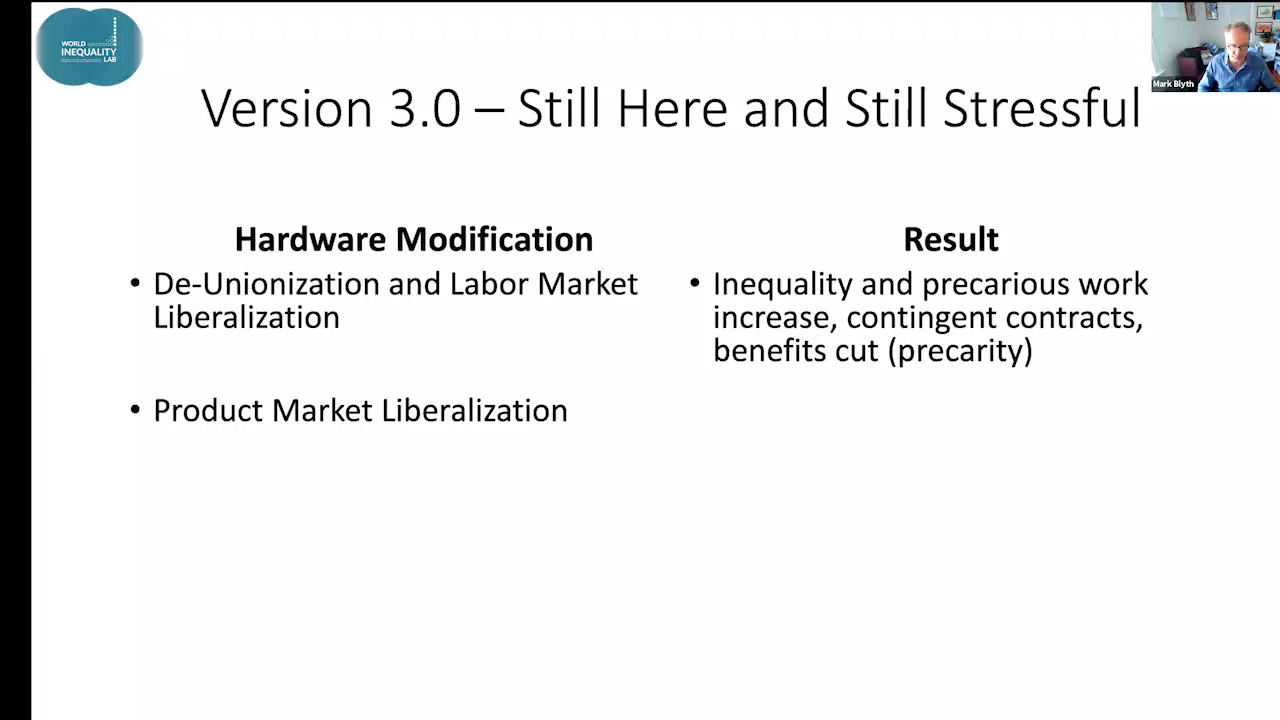 WORLD
INEQUALITY
LAB
Mark Blyth
Version 3.0 – Still Here and Still Stressful
Hardware Modification
• De-Unionization and Labor Market
Liberalization
• Product Market Liberalization
Result
• Inequality and precarious work
increase, contingent contracts,
benefits cut (precarity)